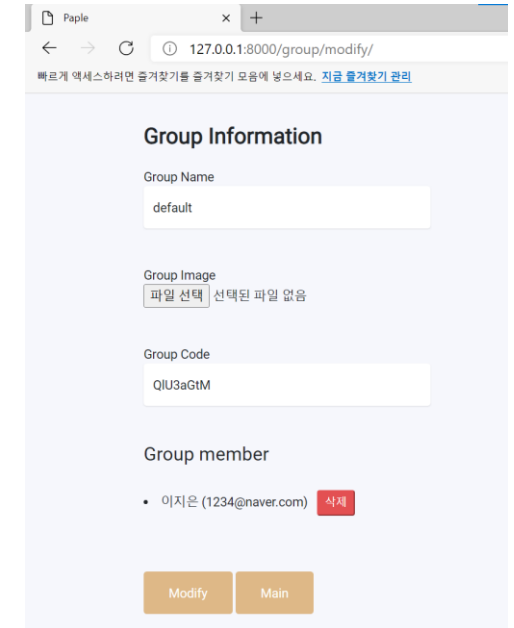 Paple
127.0.0.1:8000/group/modify/
빠르게 액세스하려면 즐겨찾기를 즐겨찾기 모음에 넣으세요. 지금 즐겨찾기 관리
Group Information
Group Name
default
Group Image
파일 선택 선택된 파일 없음
Group Code
QlU3aGtM
Group member
이지은 (1234@naver.com) 삭제
Modify Main